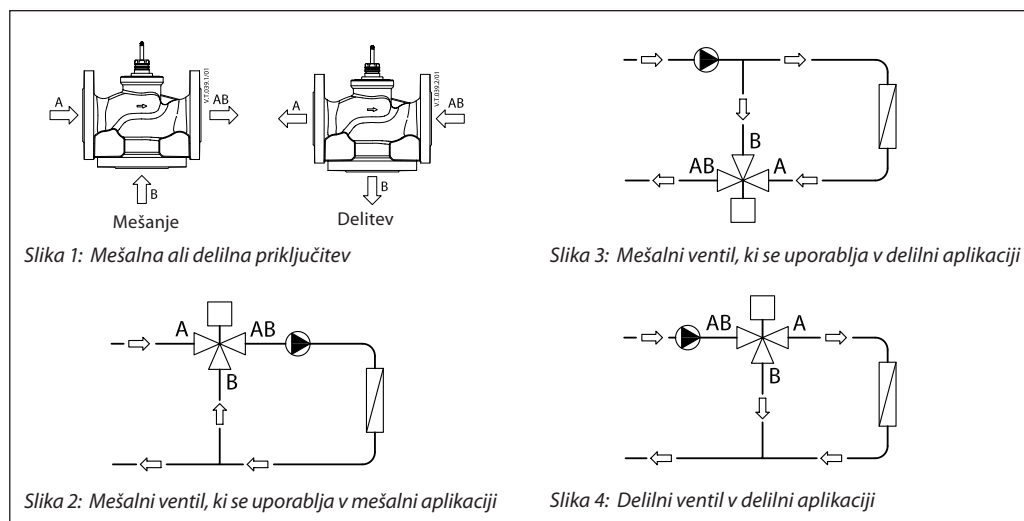 A
AB
V.T.039.1/01
B
Mešanje
A
AB
V.T.039.2/01
B
Delitev
Slika 1: Mešalna ali delilna priključitev
B
AB
A
Slika 3: Mešalni ventil, ki se uporablja v delilni aplikaciji
A
AB
B
Slika 2: Mešalni ventil, ki se uporablja v mešalni aplikaciji
AB
A
B
Slika 4: Delilni ventil v delilni aplikaciji